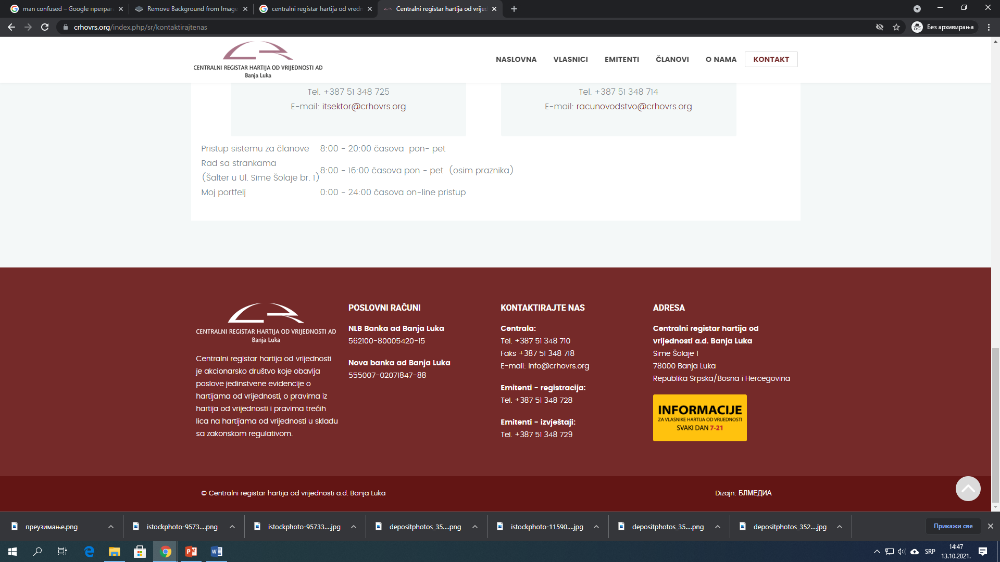 man confused – Google претрага
Remove Background from Image
centralni registar hartija od vredn
Centralni registar hartija od vrijed
crhovrs.org/index.php/sr/kontaktirajtenas
Без архивирања
CENTRALNI REGISTAR HARTIJA OD VRIJEDNOSTI AD
Banja Luka
NASLOVNA VLASNICI EMITENTI ČLANOVI O NAMA KONTAKT
Tel. +387 51 348 725
E-mail: itsektor@crhovrs.org
Tel. +387 51 348 714
E-mail: racunovodstvo@crhovrs.org
Pristup sistemu za članove 8:00 - 20:00 časova pon- pet
Rad sa strankama
(Šalter u Ul. Sime Šolaje br. 1) 8:00 - 16:00 časova pon - pet (osim praznika)
Moj portfelj 0:00 - 24:00 časova on-line pristup
CENTRALNI REGISTAR HARTIJA OD VRIJEDNOSTI AD
Banja Luka
Centralni registar hartija od vrijednosti
je akcionarsko društvo koje obavlja
poslove jedinstvene evidencije o
hartijama od vrijednosti, o pravima iz
hartija od vrijednosti i pravima trećih
lica na hartijama od vrijednosti u skladu
sa zakonskom regulativom.
POSLOVNI RAČUNI
NLB Banka ad Banja Luka
562100-80005420-15
Nova banka ad Banja Luka
555007-02071847-88
KONTAKTIRAJTE NAS
Centrala:
Tel. +387 51 348 710
Faks +387 51 348 718
E-mail: info@crhovrs.org
Emitenti - registracija:
Tel. +387 51 348 728
Emitenti - izvještaji:
Tel. +387 51 348 729
ADRESA
Centralni registar hartija od
vrijednosti a.d. Banja Luka
Sime Šolaje 1
78000 Banja Luka
Republika Srpska/Bosna i Hercegovina
INFORMACIJE
ZA VLASNIKE HARTIJA OD VRIJEDNOSTI
SVAKI DAN 7-21
© Centralni registar hartija od vrijednosti a.d. Banja Luka
Dizajn: БЛМЕДИА
преузимање.png
istockphoto-9573....png
istockphoto-95733....jpg
depositphotos_35....png
istockphoto-11590....jpg
depositphotos_35....png
depositphotos_352....jpg
Прикажи све
SRP
14:47
13.10.2021.